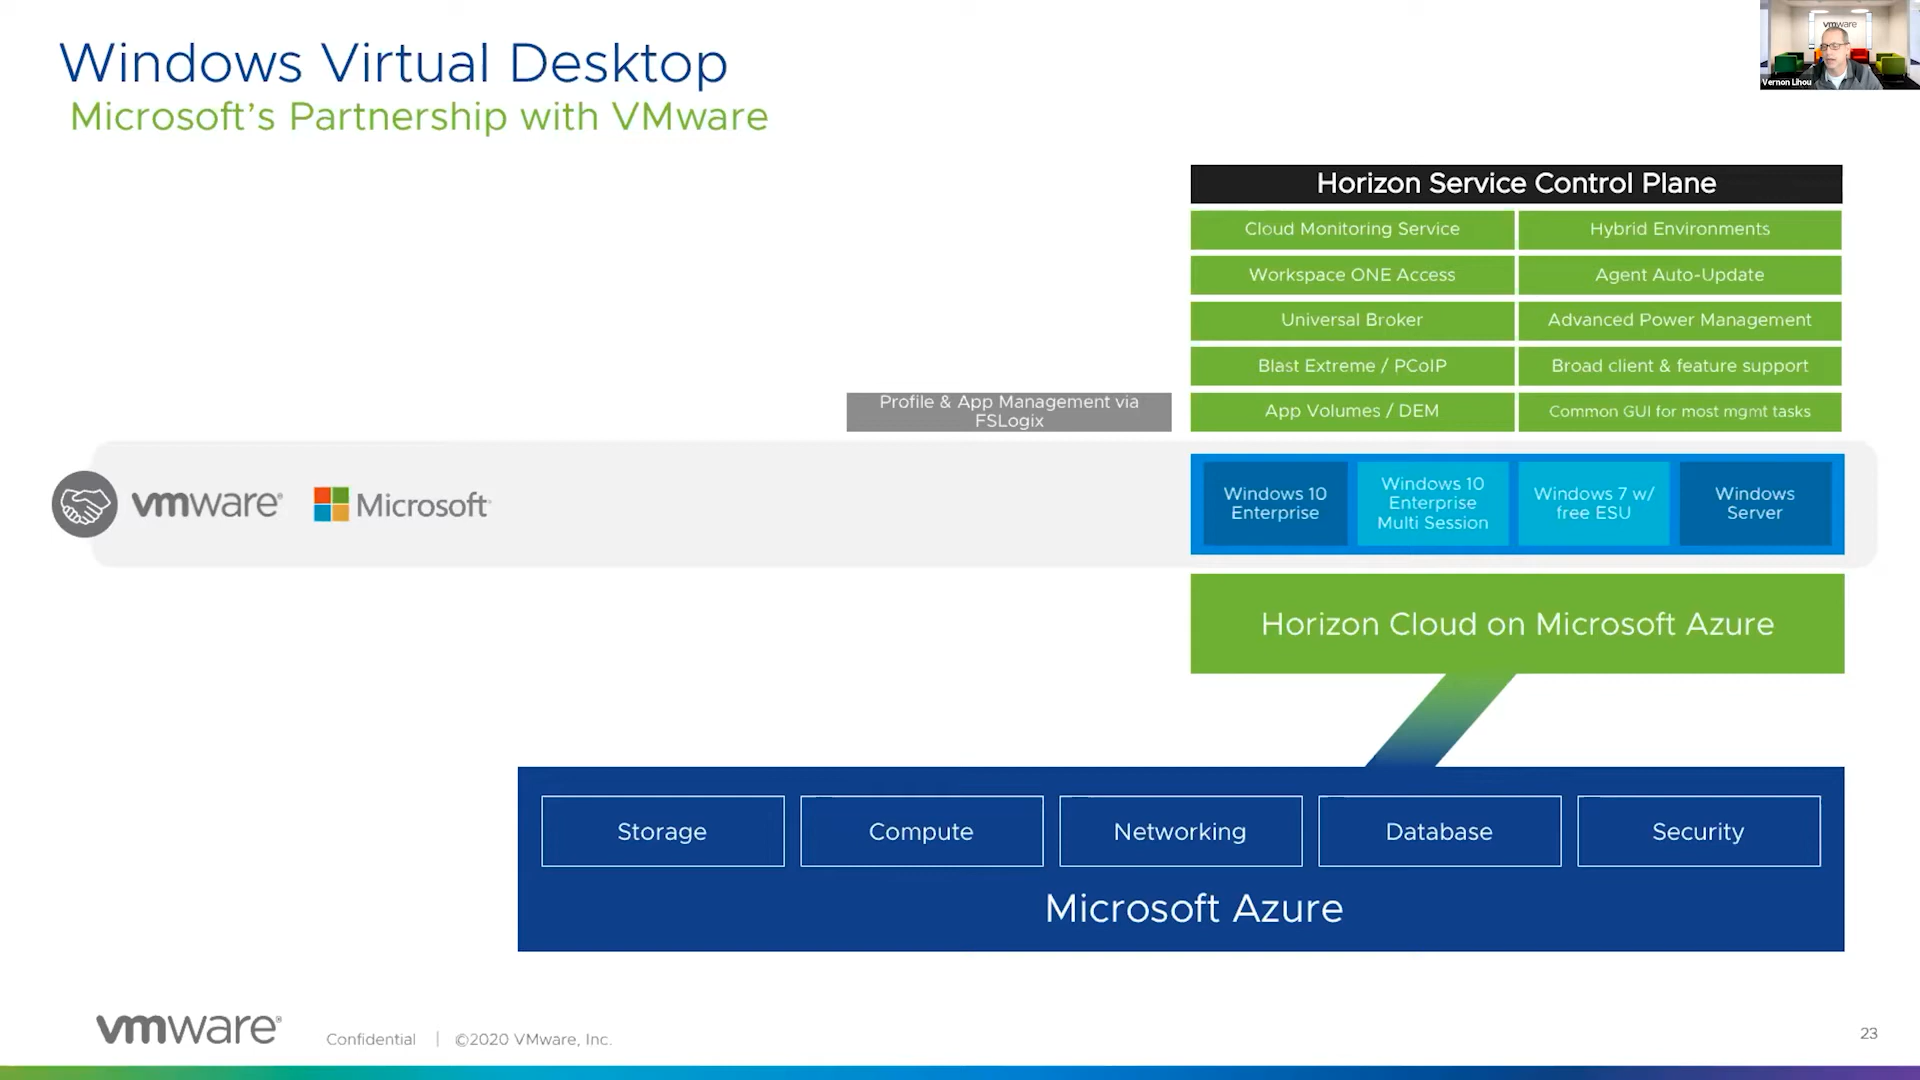 Windows Virtual Desktop
Microsoft's Partnership with VMware
vmware
Vernon Lihou
Horizon Service Control Plane
Cloud Monitoring Service
Hybrid Environments
Workspace ONE Access
Agent Auto-Update
Universal Broker
Advanced Power Management
Blast Extreme / PCoIP
Broad client & feature support
Profile & App Management via
FSLogix
App Volumes / DEM
Common GUI for most mgmt tasks
vmware®
Microsoft
Windows 10
Enterprise
Windows 10
Enterprise
Multi Session
Windows 7 w/
free ESU
Windows
Server
Horizon Cloud on Microsoft Azure
Storage
Compute
Networking
Database
Security
Microsoft Azure
vmware®
Confidential | ©2020 VMware, Inc.
23